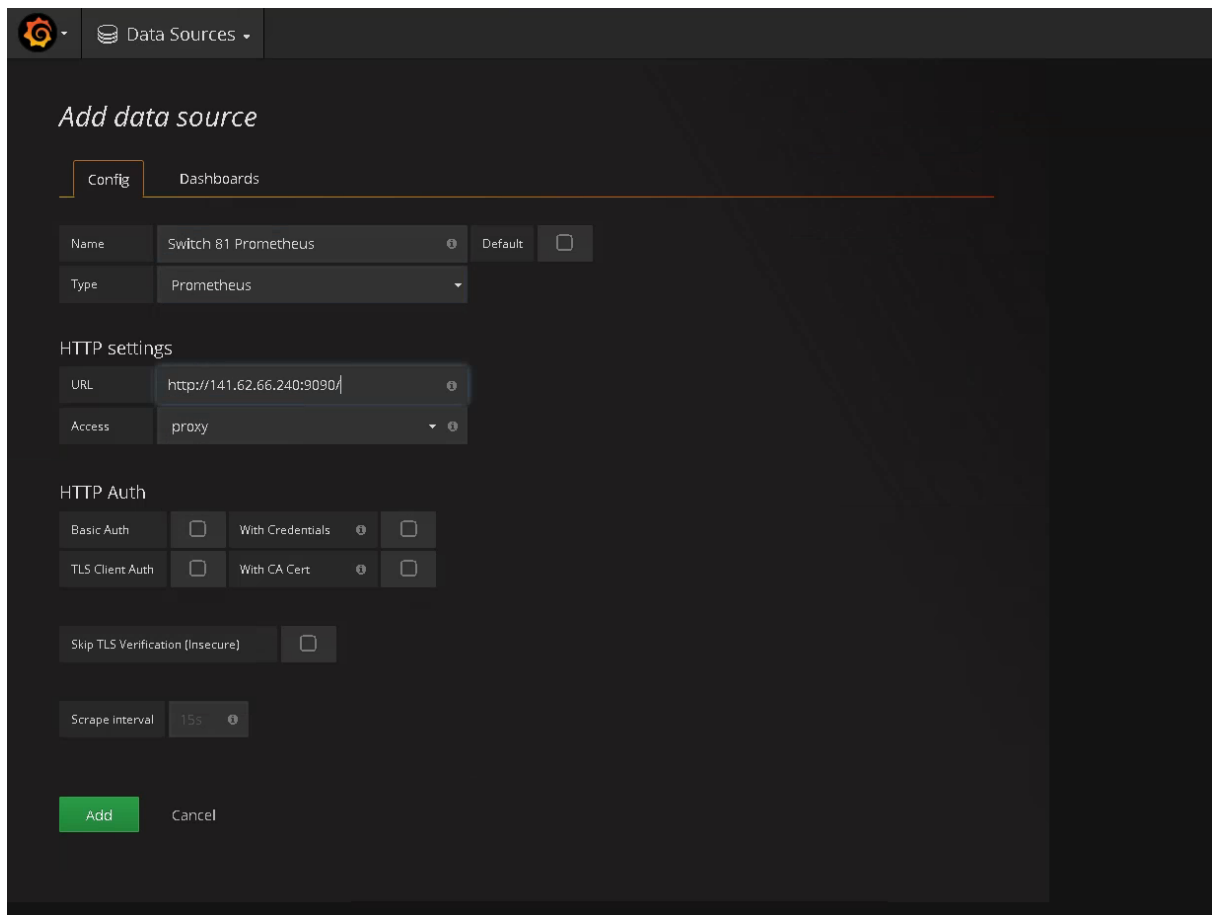 Data Sources
Add data source
Config Dashboards
Name Switch 81 Prometheus Default
Type Prometheus
HTTP settings
URL http://141.62.66.240:9090/
Access proxy
HTTP Auth
Basic Auth With Credentials
TLS Client Auth With CA Cert
Skip TLS Verification (Insecure)
Scrape interval 15s
Add Cancel